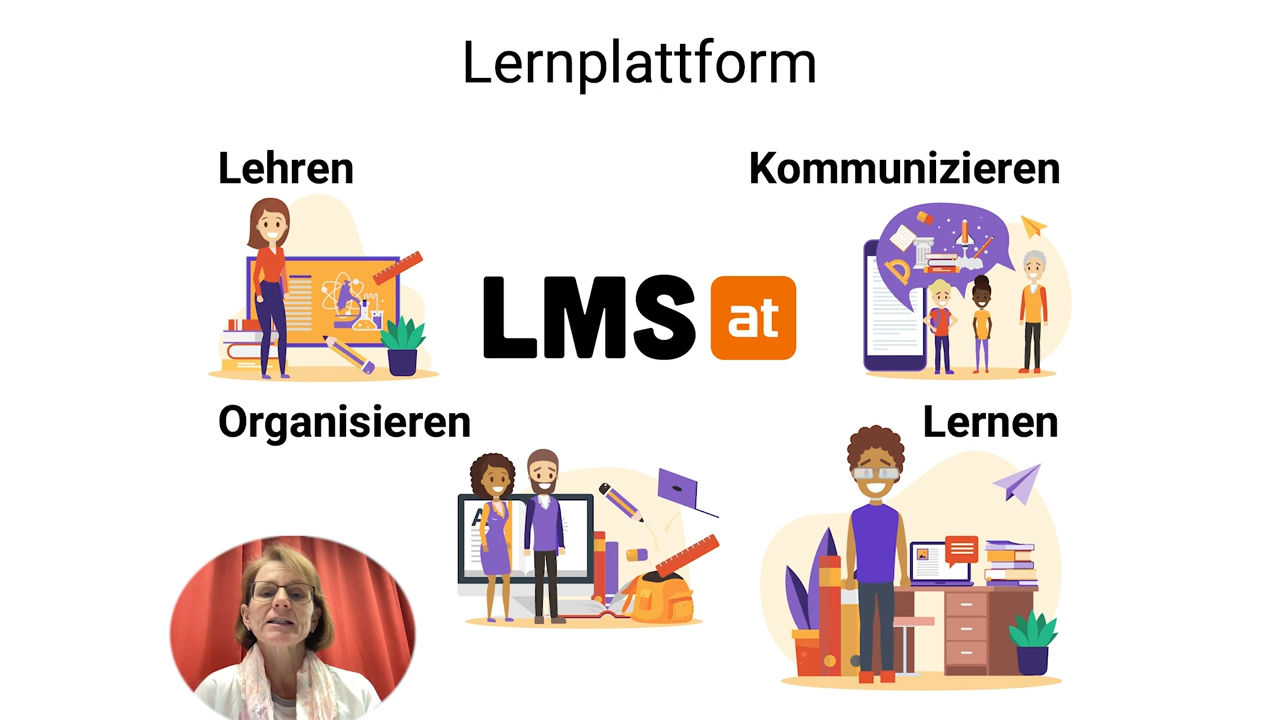 Lernplattform
Lehren
Kommunizieren
LMS at
Organisieren
Lernen
A